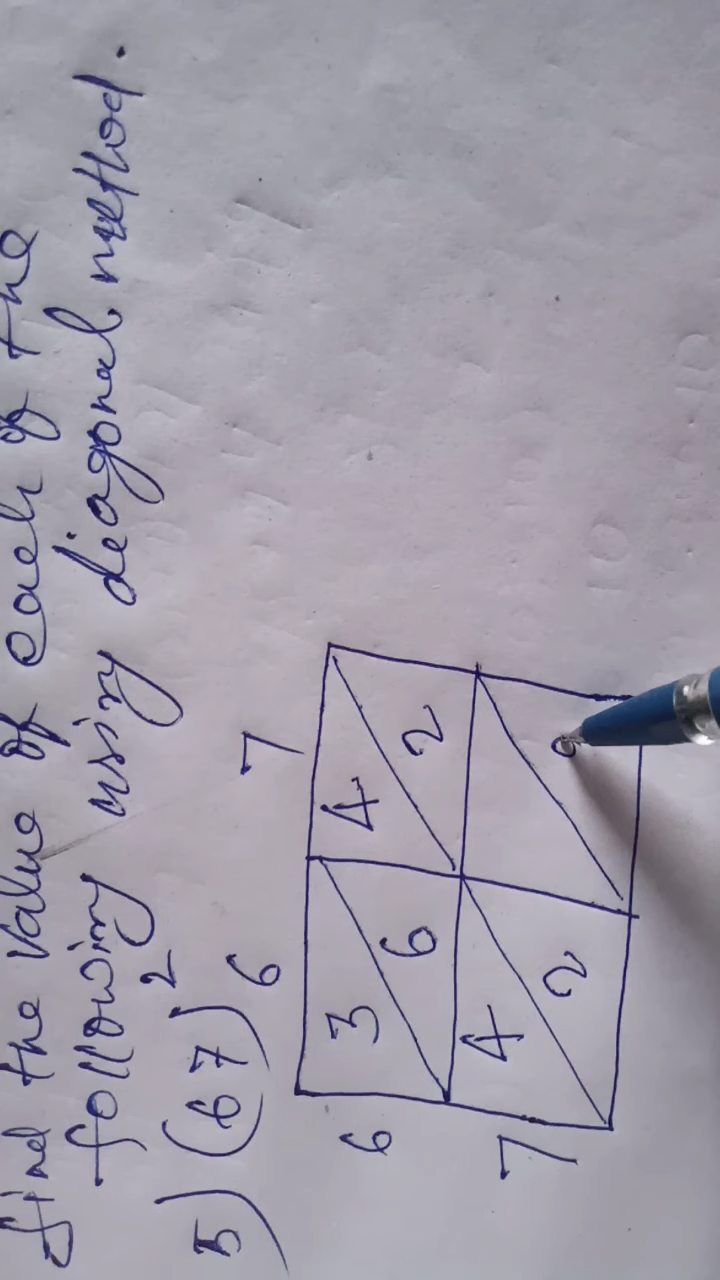 find the value of each of the
following using diagonal method.
5) (67)²
6 7
6 3 6 4 2
7 4 2